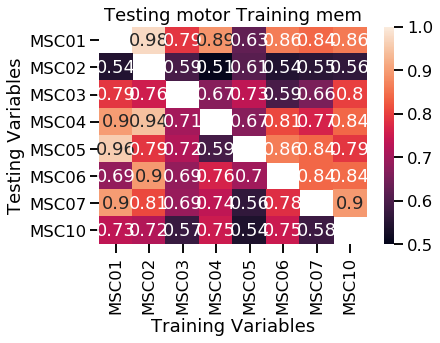 Testing motor Training mem
MSC01 0.98 0.79 0.89 0.63 0.86 0.84 0.86
MSC02 0.54 0.59 0.51 0.61 0.54 0.55 0.56
MSC03 0.79 0.76 0.67 0.73 0.59 0.66 0.8
MSC04 0.9 0.94 0.71 0.67 0.81 0.77 0.84
MSC05 0.96 0.79 0.72 0.59 0.86 0.84 0.79
MSC06 0.69 0.9 0.69 0.76 0.7 0.84 0.84
MSC07 0.9 0.81 0.69 0.74 0.56 0.78 0.9
MSC10 0.73 0.72 0.57 0.75 0.54 0.75 0.58
Testing Variables
MSC01 MSC02 MSC03 MSC04 MSC05 MSC06 MSC07 MSC10
Training Variables
1.0
0.9
0.8
0.7
0.6
0.5